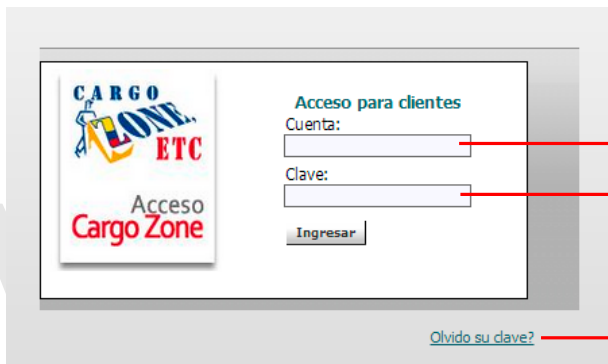 CARGO
ZONE
ETC
Acceso
Cargo Zone
Acceso para clientes
Cuenta:
Clave:
Ingresar
Olvido su clave?